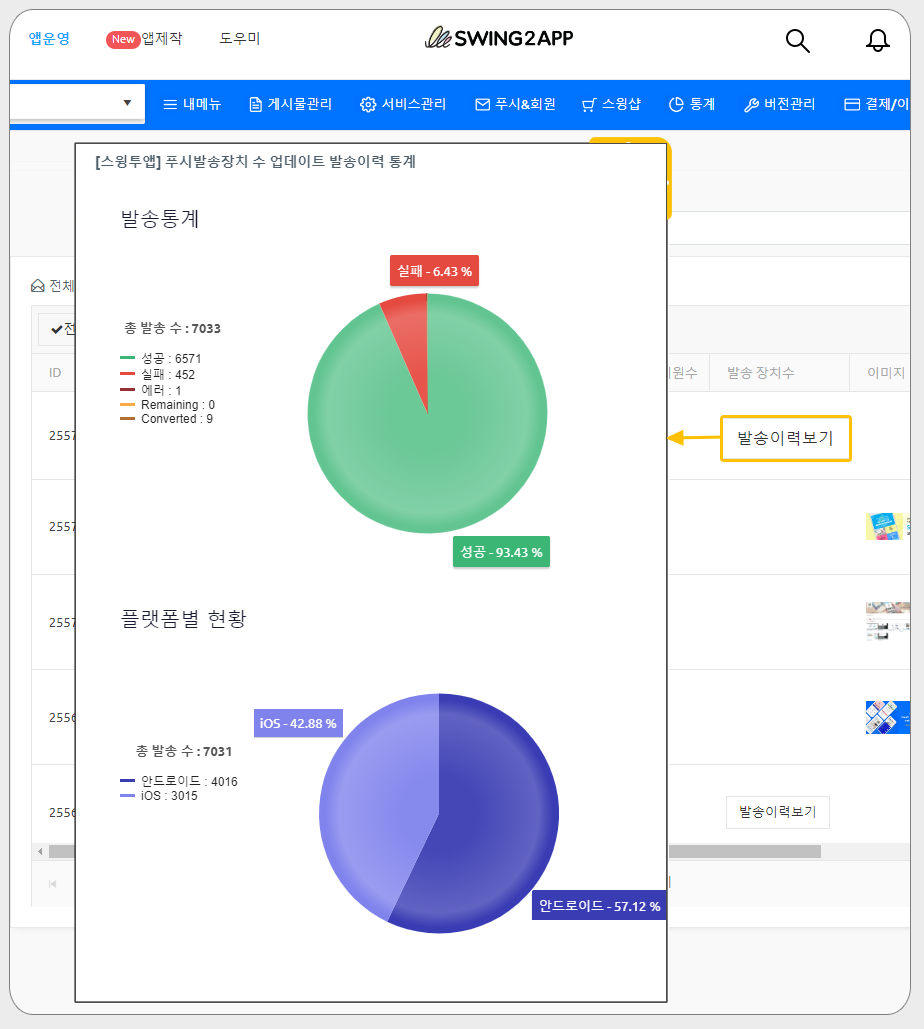 앱운영
New 앱제작
도우미
SWING2APP
내메뉴
게시물관리
서비스관리
푸시&회원
스윙샵
통계
버전관리
결제/이
[스윙투앱] 푸시발송장치 수 업데이트 발송이력 통계
발송통계
실패 - 6.43 %
총 발송 수 : 7033
성공 : 6571
실패 : 452
에러 : 1
Remaining : 0
Converted : 9
성공 - 93.43 %
플랫폼별 현황
iOS - 42.88 %
총 발송 수 : 7031
안드로이드 : 4016
iOS : 3015
안드로이드 - 57.12 %
전체
전
ID
원수
발송 장치수
이미지
2557
발송이력보기
2557
2557
2556
2556
발송이력보기